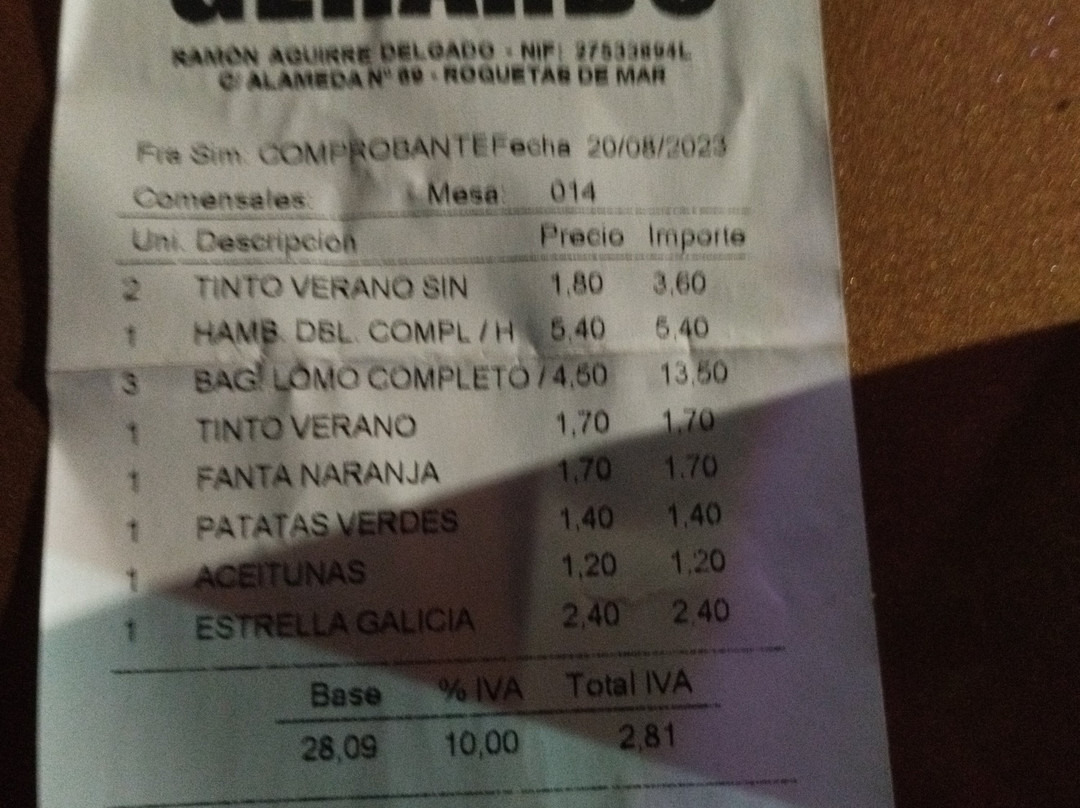 GERARDO
RAMON AGUIRRE DELGADO - NIF: 27533694L
C/ ALAMEDA Nº 69 - ROQUETAS DE MAR
Fra Sim. COMPROBANTE Fecha 20/08/2023
Comensales: Mesa: 014
Uni. Descripcion Precio Importe
2 TINTO VERANO SIN 1,80 3,60
1 HAMB. DBL. COMPL / H 5,40 5,40
3 BAG. LOMO COMPLETO / 4,50 13,50
1 TINTO VERANO 1,70 1,70
1 FANTA NARANJA 1,70 1,70
1 PATATAS VERDES 1,40 1,40
1 ACEITUNAS 1,20 1,20
1 ESTRELLA GALICIA 2,40 2,40
Base % IVA Total IVA
28,09 10,00 2,81